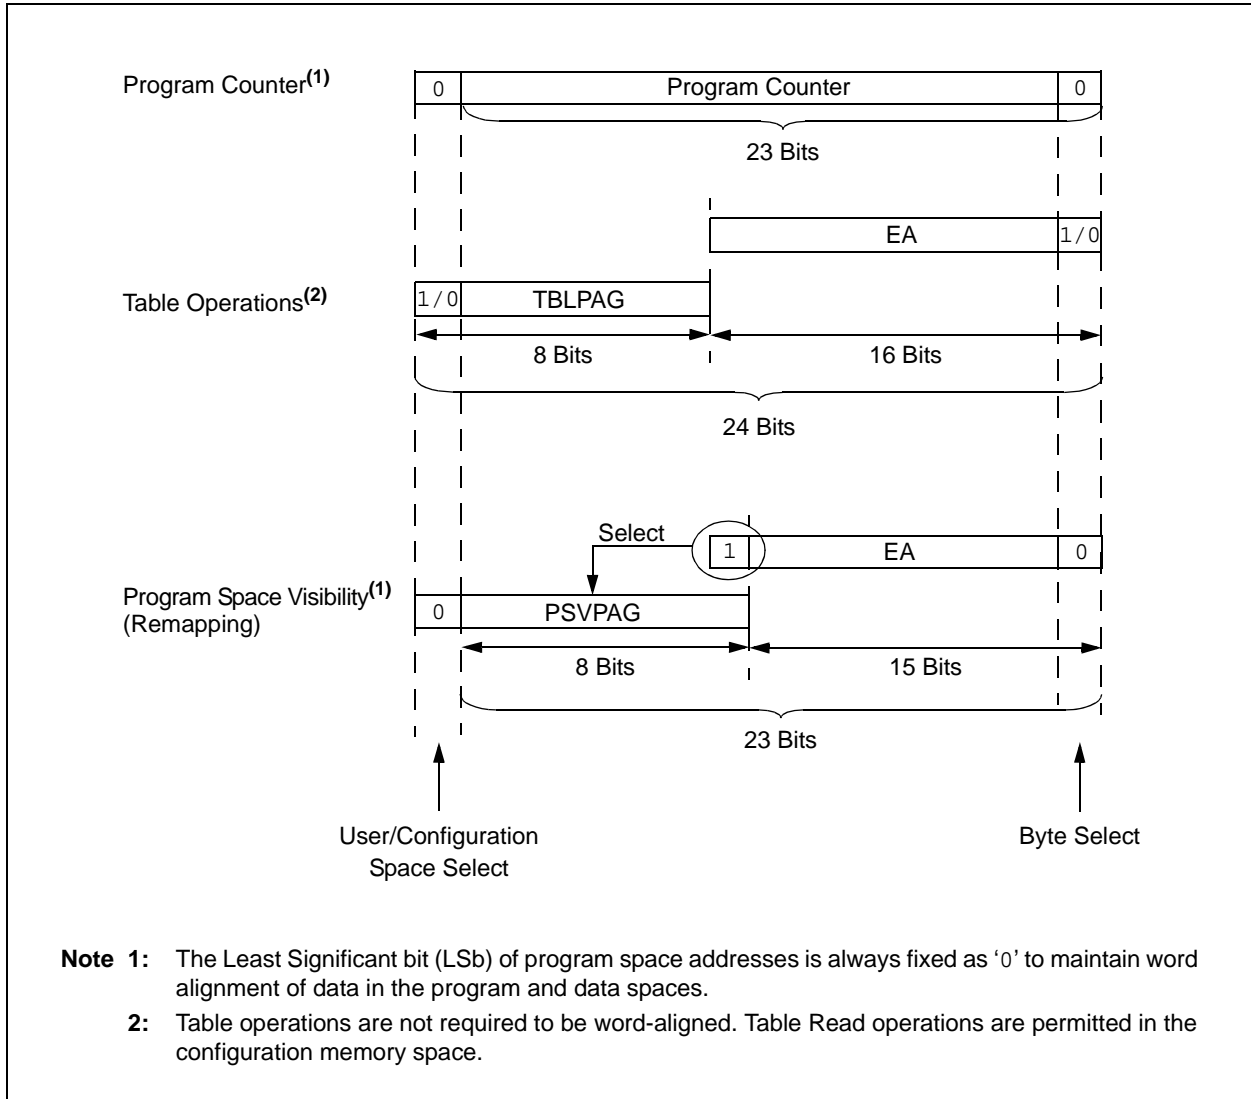 Program Counter(1)
0 Program Counter 0
23 Bits
EA 1/0
Table Operations(2)
1/0 TBLPAG
8 Bits 16 Bits
24 Bits
Select
1 EA 0
Program Space Visibility(1)
(Remapping)
0 PSVPAG
8 Bits 15 Bits
23 Bits
User/Configuration
Space Select
Byte Select
Note 1: The Least Significant bit (LSb) of program space addresses is always fixed as ‘0’ to maintain word
alignment of data in the program and data spaces.
2: Table operations are not required to be word-aligned. Table Read operations are permitted in the
configuration memory space.